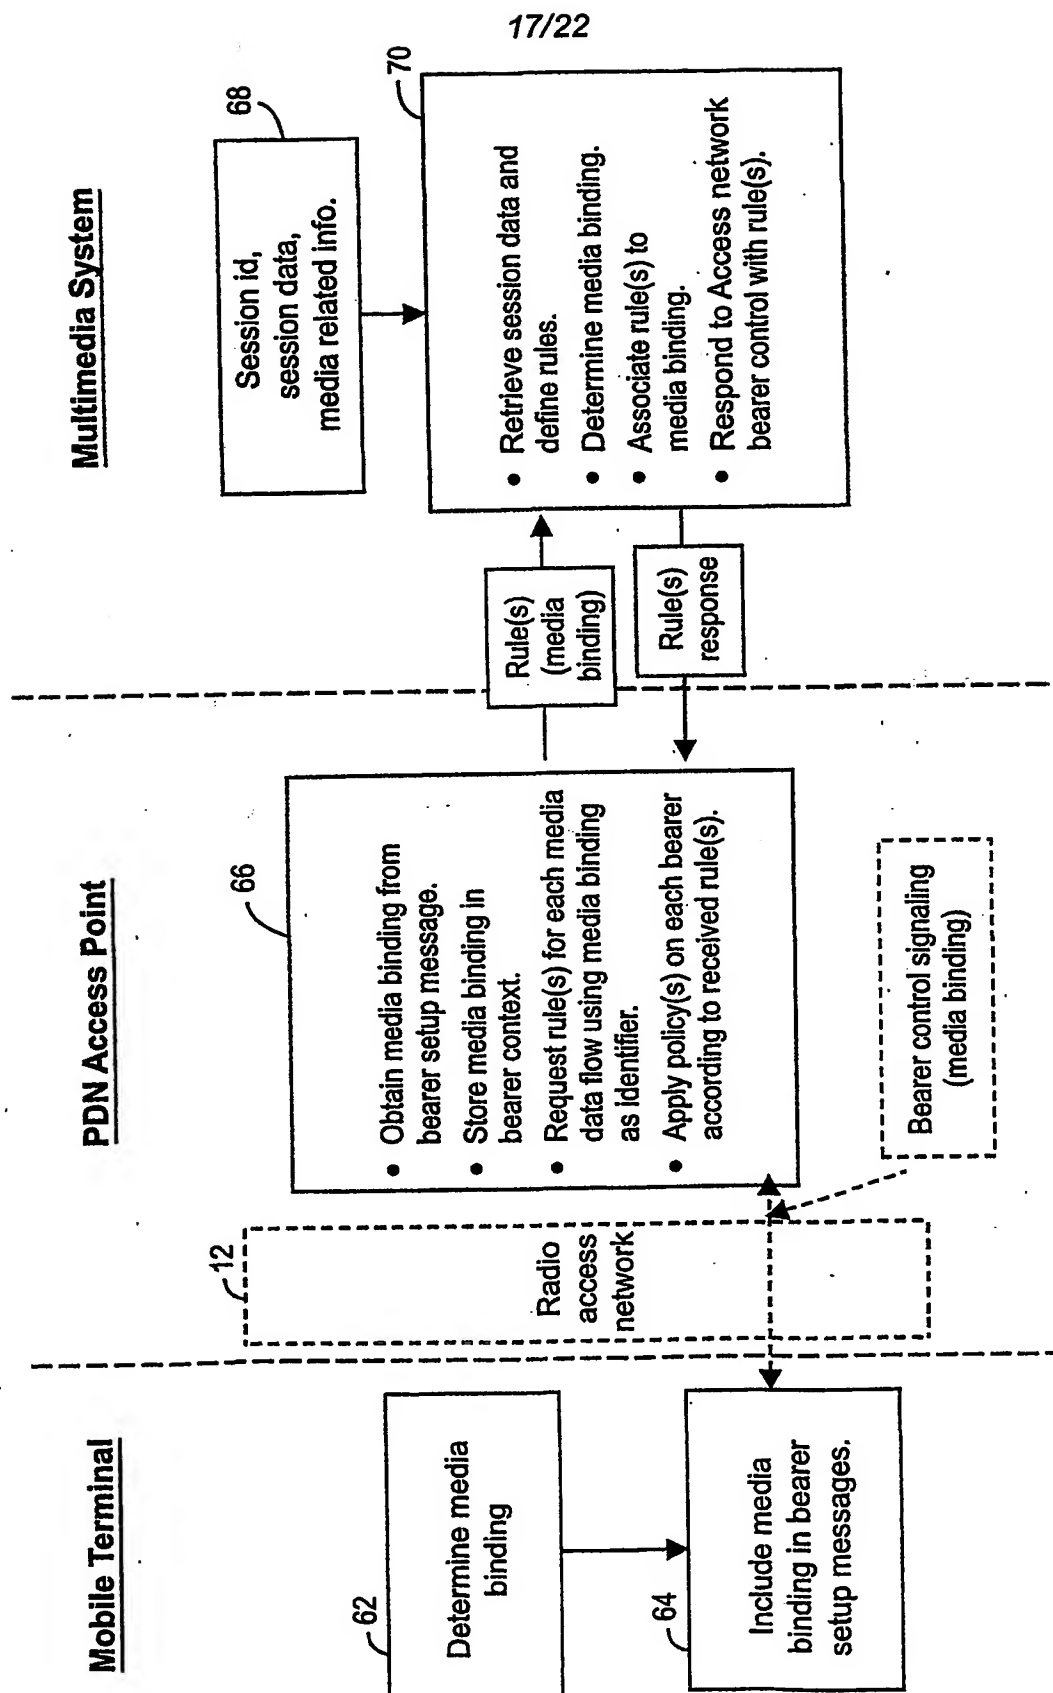 17/22
Mobile Terminal
62
Determine media
binding
64
Include media
binding in bearer
setup messages.
PDN Access Point
12
Radio
access
network
66
• Obtain media binding from
bearer setup message.
• Store media binding in
bearer context.
• Request rule(s) for each media
data flow using media binding
as identifier.
• Apply policy(s) on each bearer
according to received rule(s).
Bearer control signaling
(media binding)
Multimedia System
Rule(s)
(media
binding)
Rule(s)
response
68
Session id,
session data,
media related info.
70
• Retrieve session data and
define rules.
• Determine media binding.
• Associate rule(s) to
media binding.
• Respond to Access network
bearer control with rule(s).